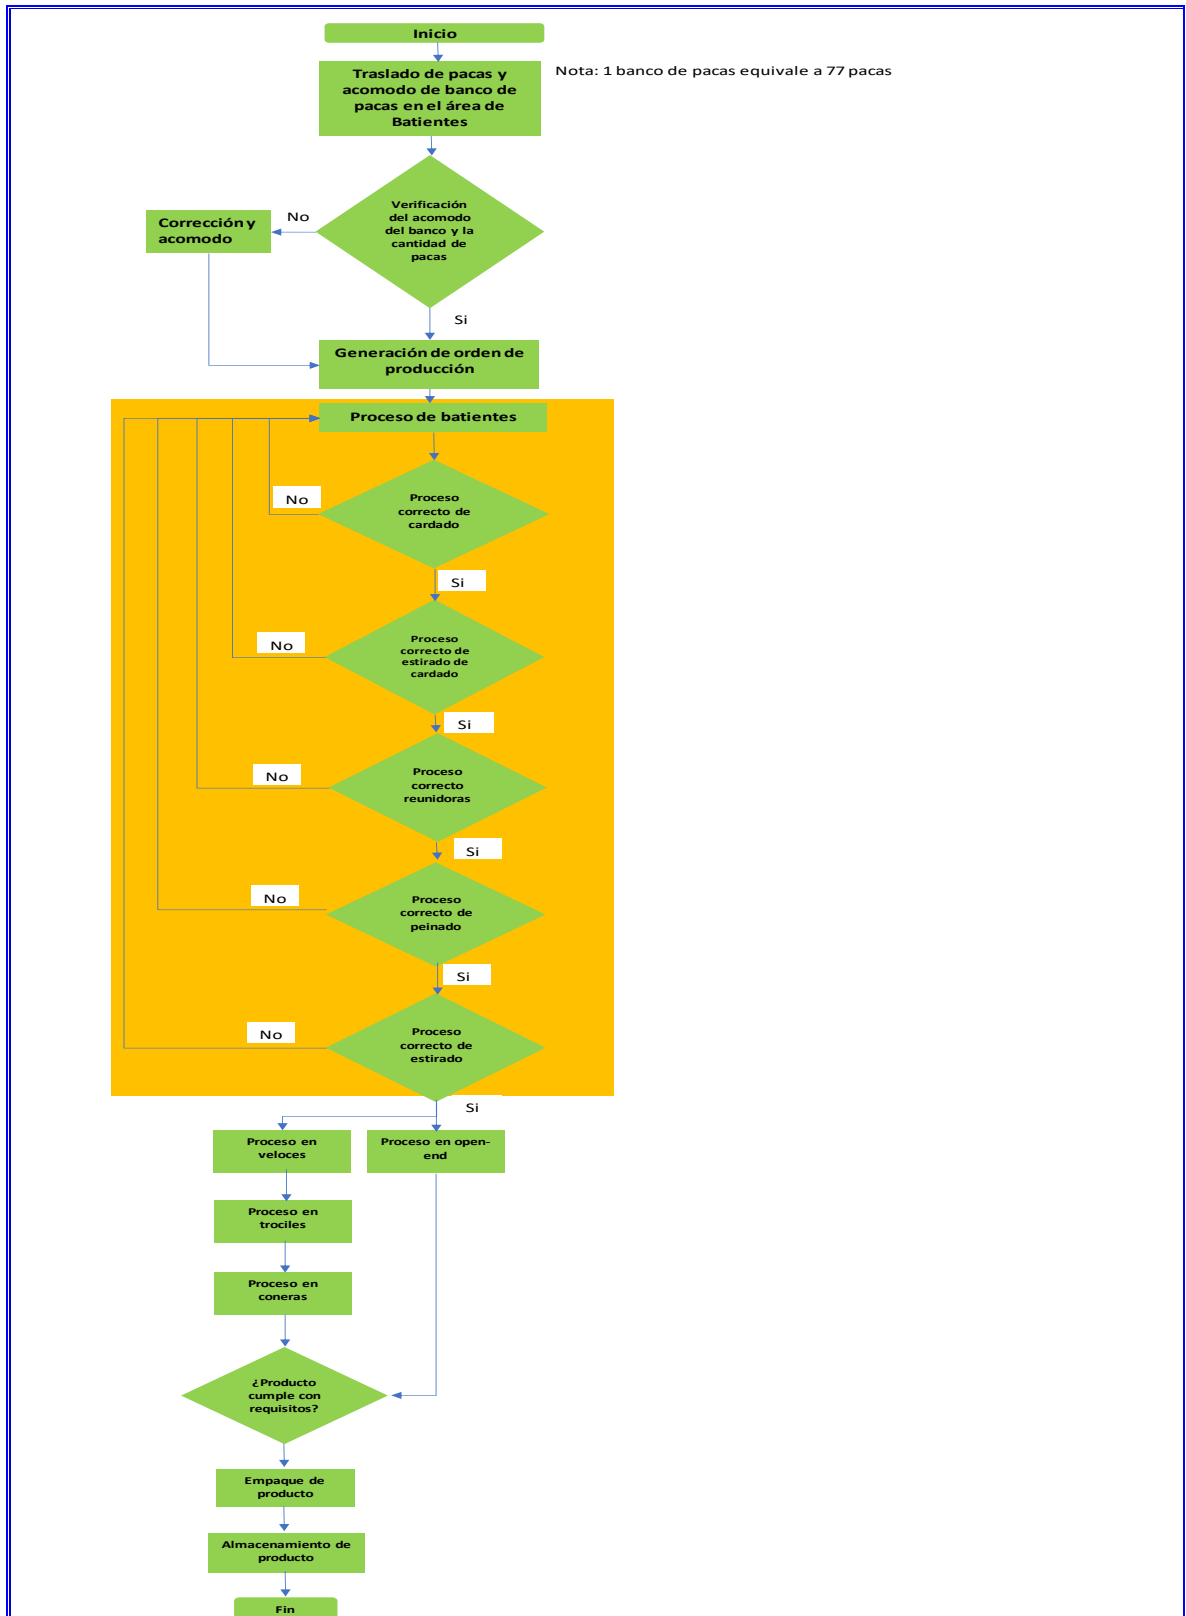 Inicio
Nota: 1 banco de pacas equivale a 77 pacas
Traslado de pacas y
acomodo de banco de
pacas en el área de
Batientes
Verificación
del acomodo
del banco y la
cantidad de
pacas
No
Corrección y
acomodo
Si
Generación de orden de
producción
Proceso de batientes
Proceso
correcto de
cardado
No
Si
Proceso
correcto de
estirado de
cardado
No
Si
Proceso
correcto
reunidoras
No
Si
Proceso
correcto de
peinado
No
Si
Proceso
correcto de
estirado
No
Si
Proceso en
veloces
Proceso en open-
end
Proceso en
trociles
Proceso en
coneras
¿Producto
cumple con
requisitos?
Empaque de
producto
Almacenamiento de
producto
Fin